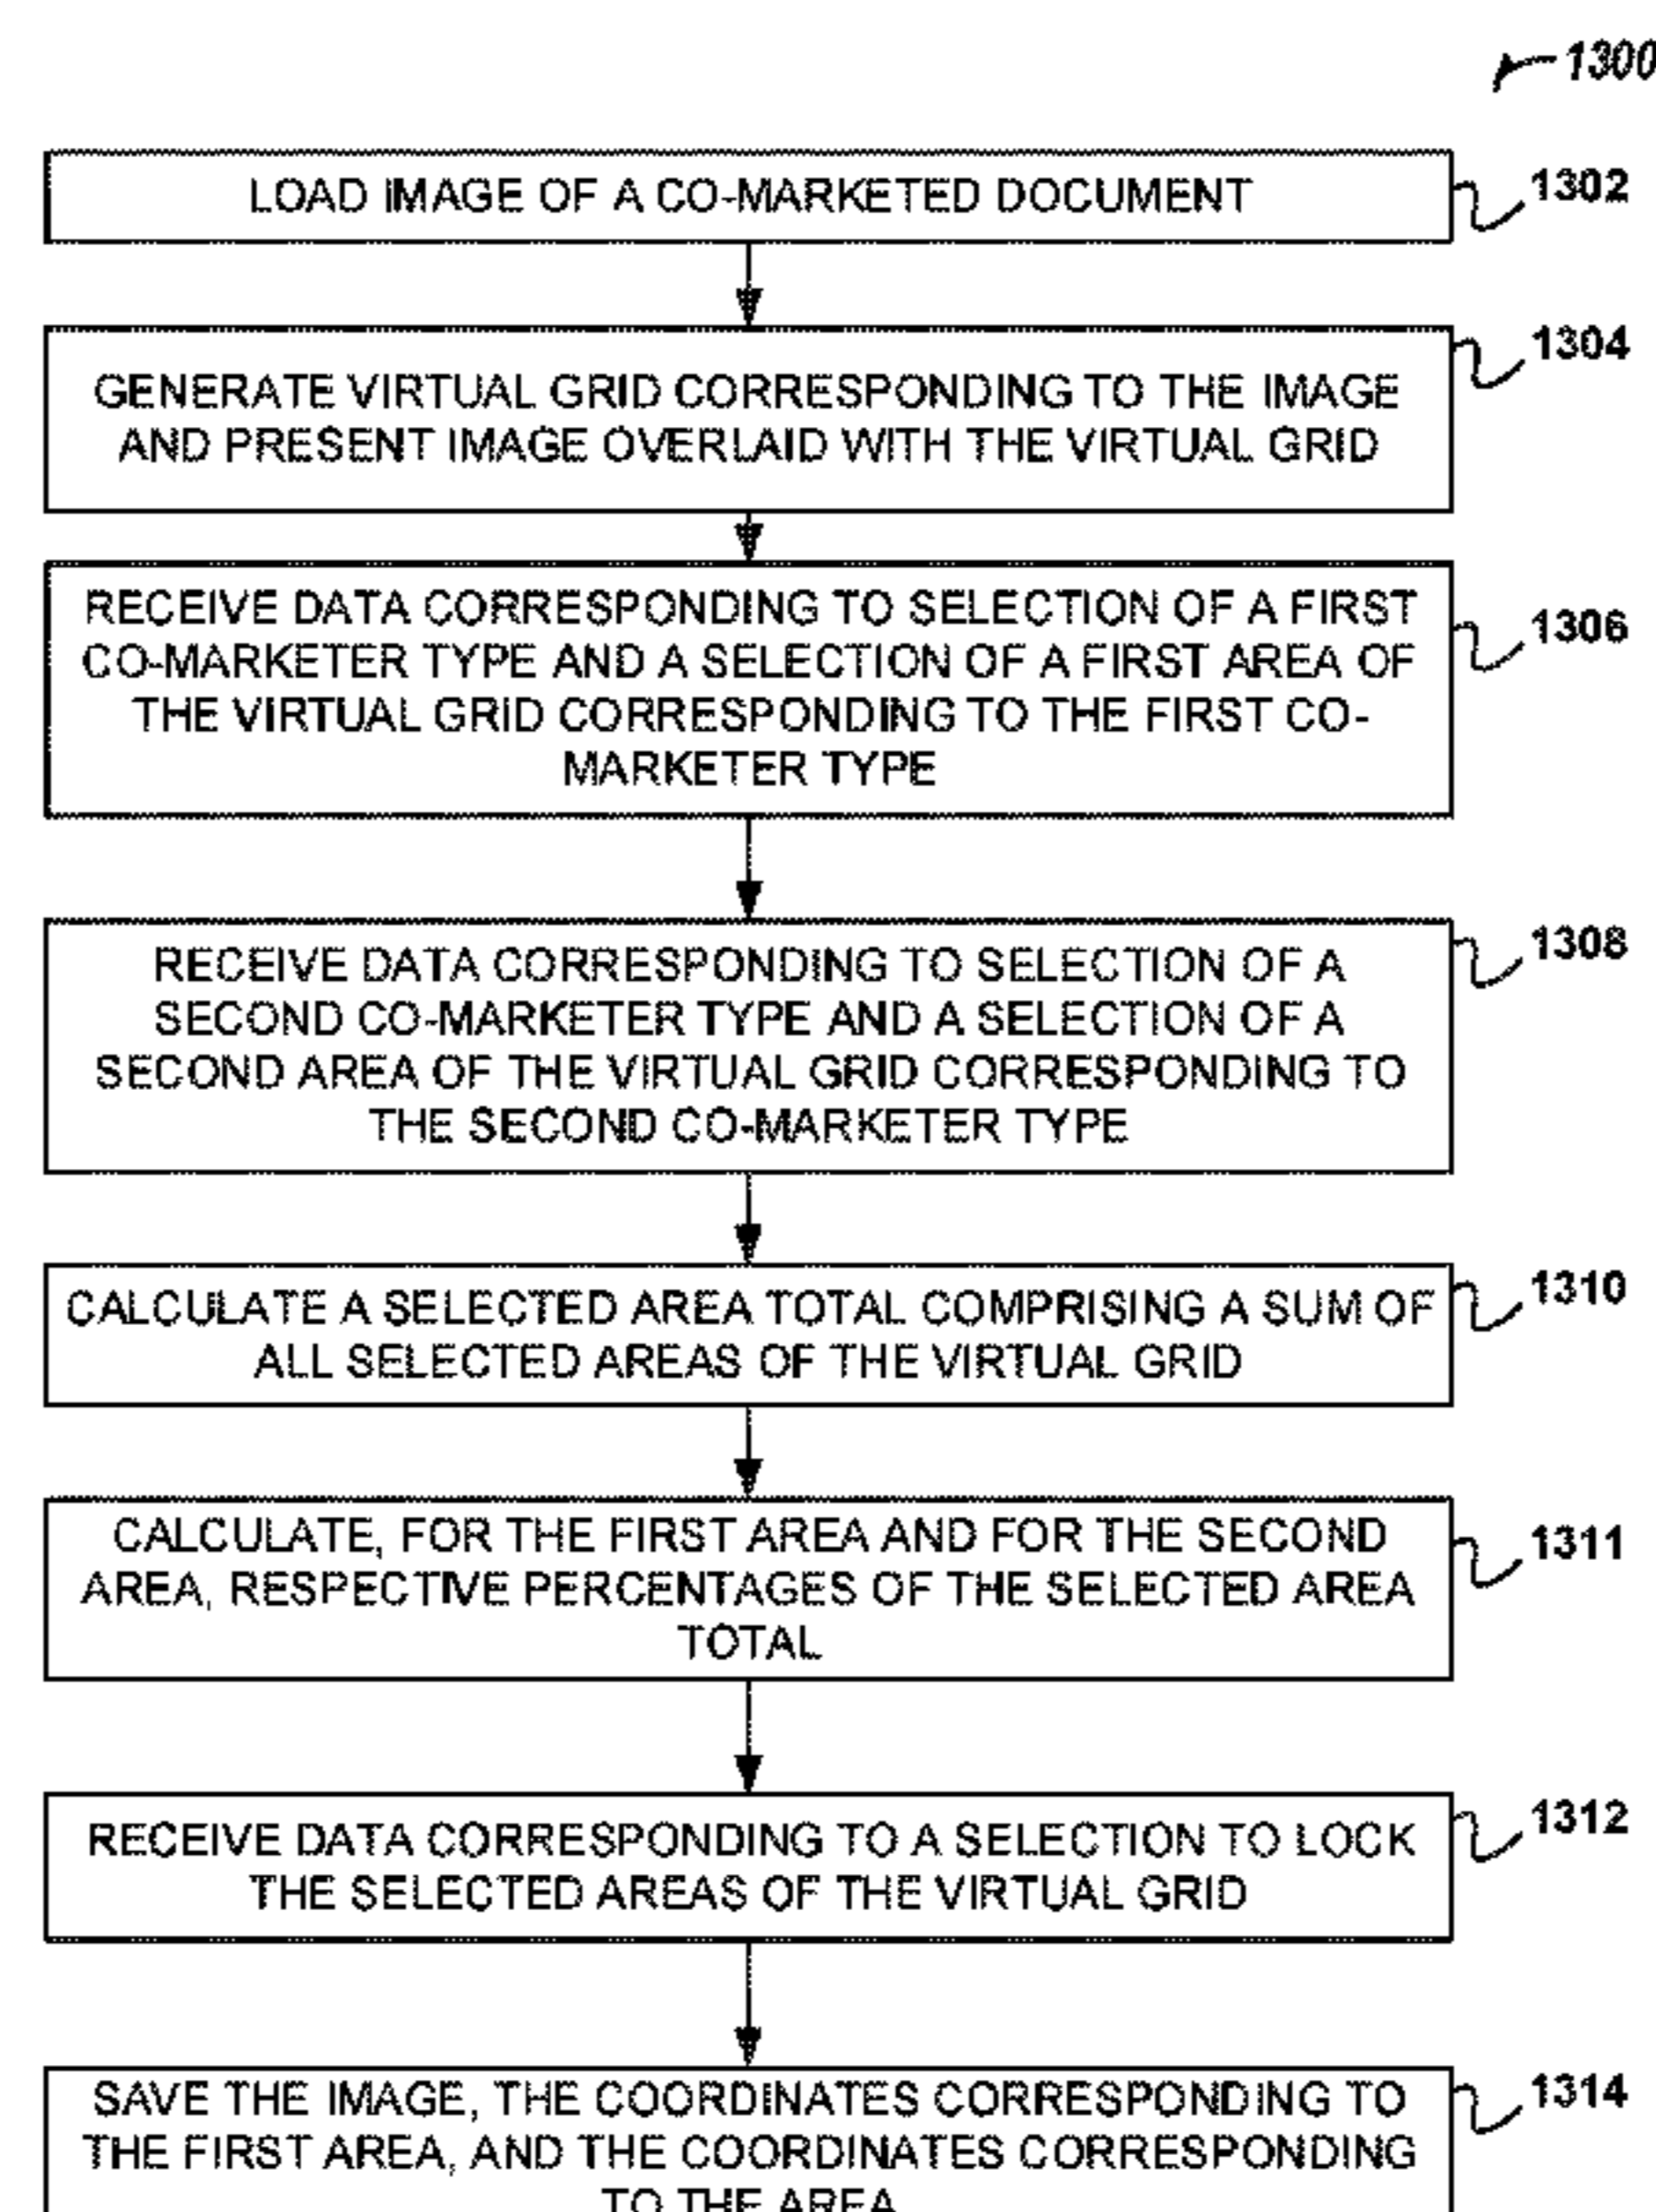 1300
LOAD IMAGE OF A CO-MARKETED DOCUMENT
1302
GENERATE VIRTUAL GRID CORRESPONDING TO THE IMAGE
AND PRESENT IMAGE OVERLAID WITH THE VIRTUAL GRID
1304
RECEIVE DATA CORRESPONDING TO SELECTION OF A FIRST
CO-MARKETER TYPE AND A SELECTION OF A FIRST AREA OF
THE VIRTUAL GRID CORRESPONDING TO THE FIRST CO-
MARKETER TYPE
1306
RECEIVE DATA CORRESPONDING TO SELECTION OF A
SECOND CO-MARKETER TYPE AND A SELECTION OF A
SECOND AREA OF THE VIRTUAL GRID CORRESPONDING TO
THE SECOND CO-MARKETER TYPE
1308
CALCULATE A SELECTED AREA TOTAL COMPRISING A SUM OF
ALL SELECTED AREAS OF THE VIRTUAL GRID
1310
CALCULATE, FOR THE FIRST AREA AND FOR THE SECOND
AREA, RESPECTIVE PERCENTAGES OF THE SELECTED AREA
TOTAL
1311
RECEIVE DATA CORRESPONDING TO A SELECTION TO LOCK
THE SELECTED AREAS OF THE VIRTUAL GRID
1312
SAVE THE IMAGE, THE COORDINATES CORRESPONDING TO
THE FIRST AREA, AND THE COORDINATES CORRESPONDING
TO THE AREA
1314